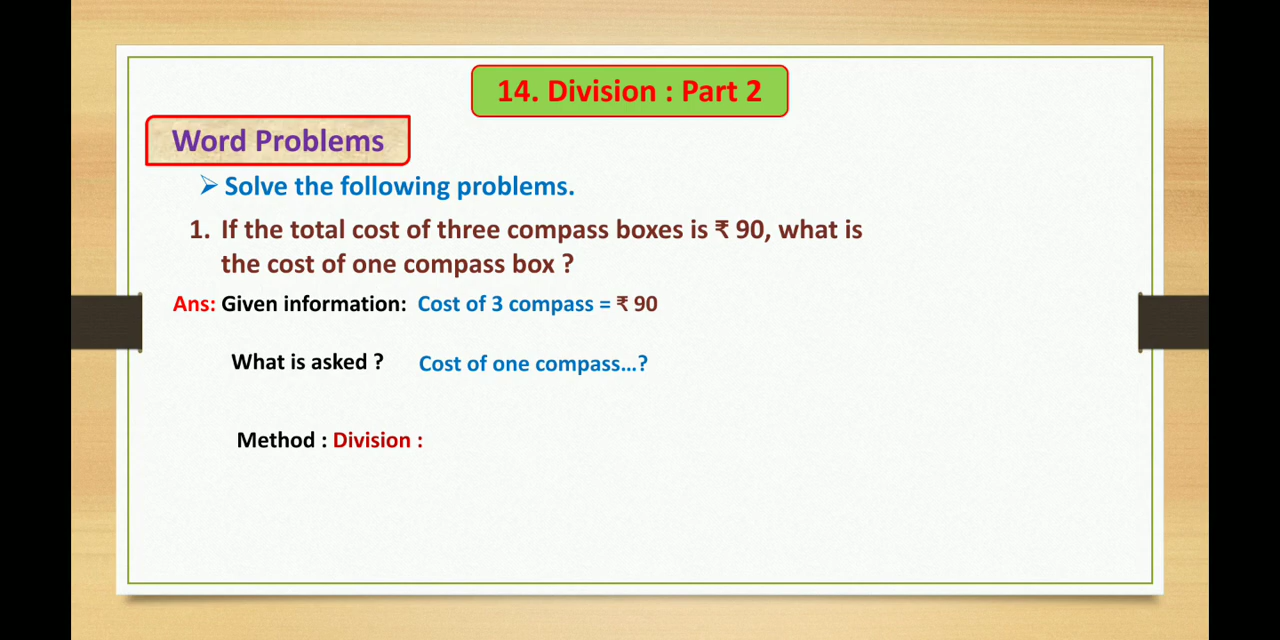 14. Division : Part 2
Word Problems
➢ Solve the following problems.
1. If the total cost of three compass boxes is ₹ 90, what is
the cost of one compass box ?
Ans: Given information: Cost of 3 compass = ₹ 90
What is asked ? Cost of one compass...?
Method : Division :